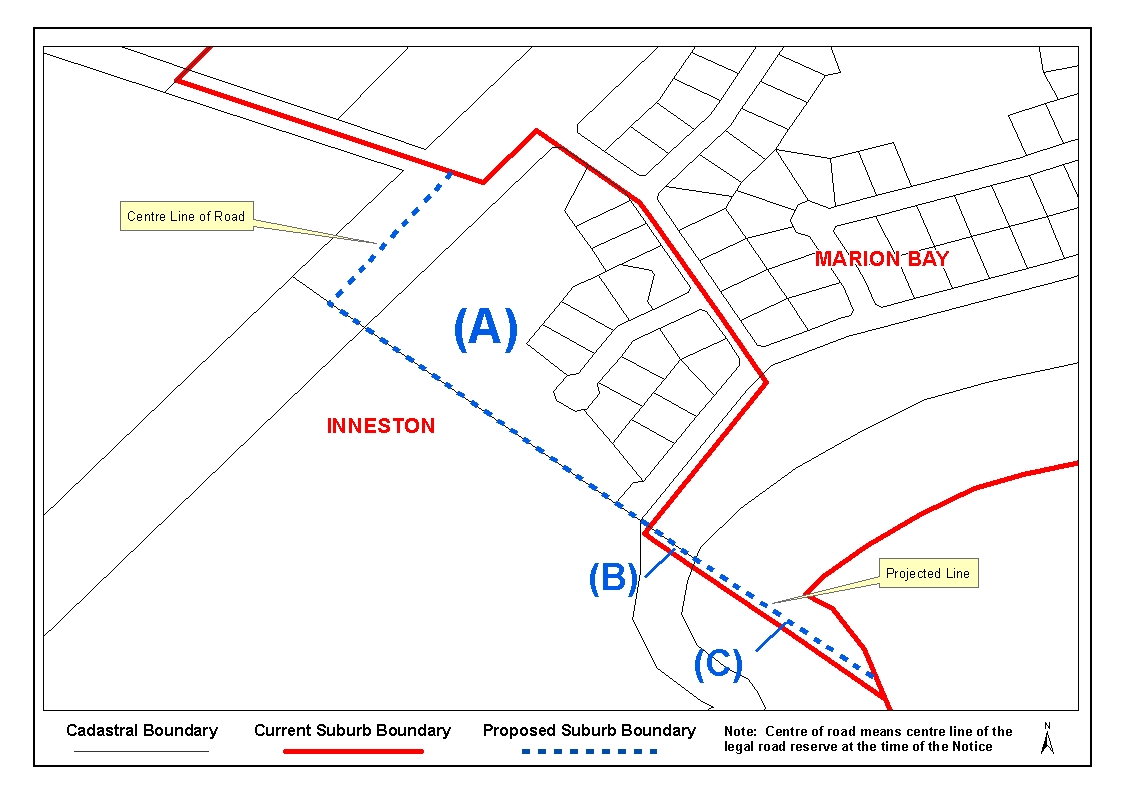 Centre Line of Road
MARION BAY
(A)
INNESTON
(B)
Projected Line
(C)
Cadastral Boundary
Current Suburb Boundary
Proposed Suburb Boundary
Note: Centre of road means centre line of the
legal road reserve at the time of the Notice
N